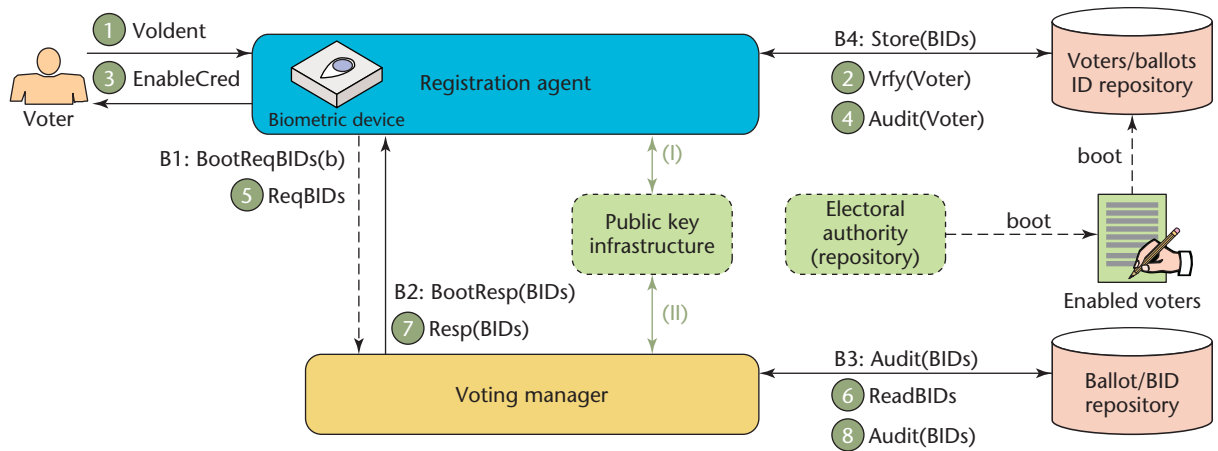 1 VoIdent
3 EnableCred
Voter
Registration agent
Biometric device
B4: Store(BIDs)
2 Vrfy(Voter)
4 Audit(Voter)
Voters/ballots
ID repository
B1: BootReqBIDs(b)
5 ReqBIDs
(I)
Public key
infrastructure
Electoral
authority
(repository)
boot
boot
Enabled voters
B2: BootResp(BIDs)
7 Resp(BIDs)
(II)
Voting manager
B3: Audit(BIDs)
6 ReadBIDs
8 Audit(BIDs)
Ballot/BID
repository